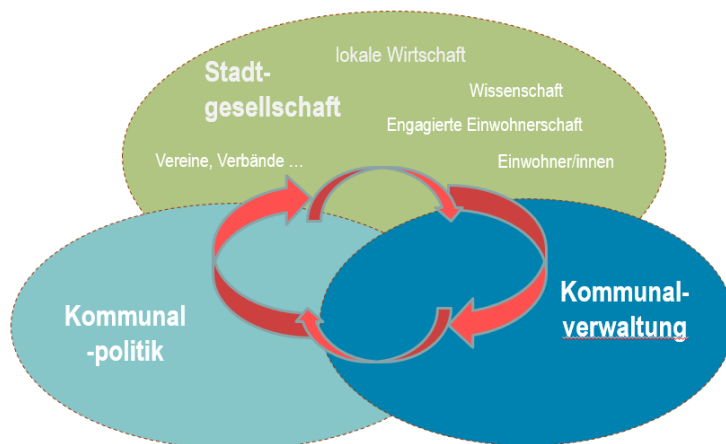 lokale Wirtschaft
Stadt-
gesellschaft
Wissenschaft
Engagierte Einwohnerschaft
Vereine, Verbände ...
Einwohner/innen
Kommunal
-politik
Kommunal-
verwaltung